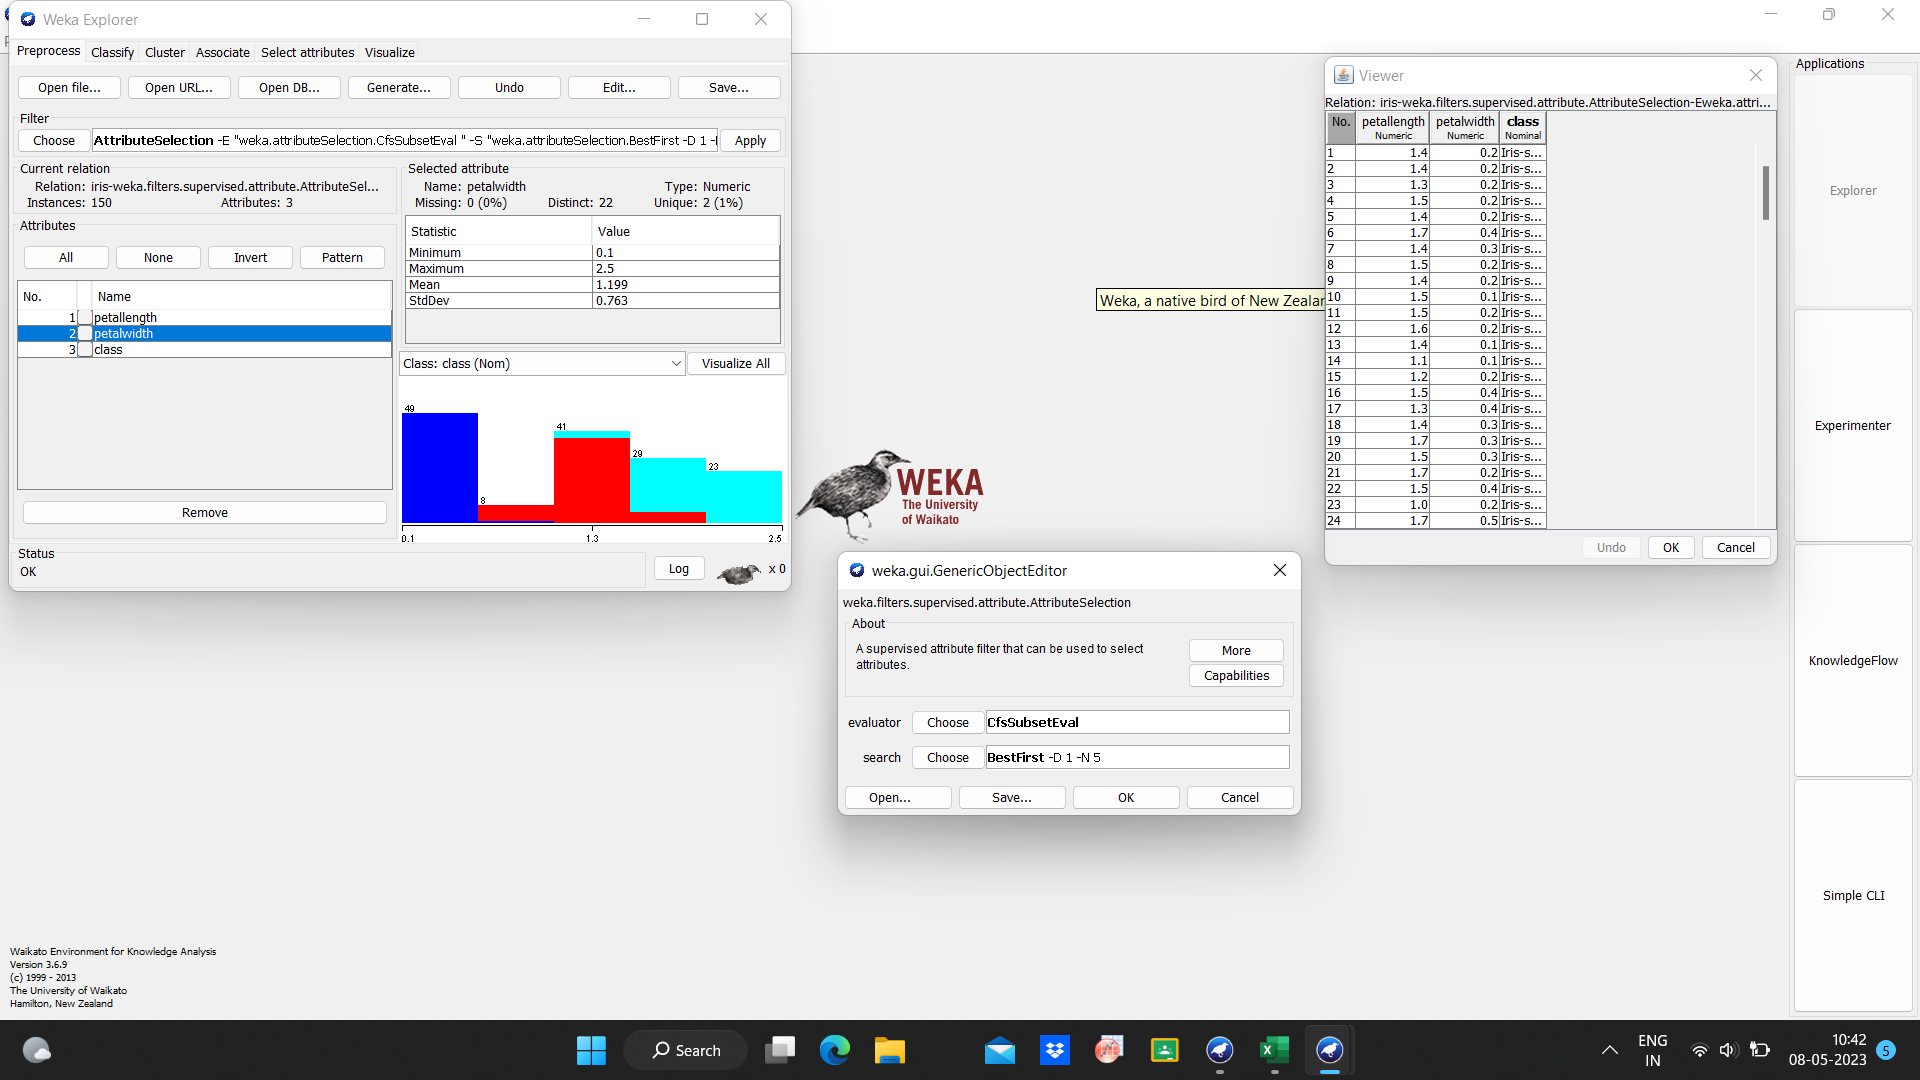 Weka Explorer
Preprocess Classify Cluster Associate Select attributes Visualize
Open file... Open URL... Open DB... Generate... Undo Edit... Save...
Filter
Choose AttributeSelection -E "weka.attributeSelection.CfsSubsetEval " -S "weka.attributeSelection.BestFirst -D 1 - Apply
Current relation
Relation: iris-weka.filters.supervised.attribute.AttributeSel...
Instances: 150 Attributes: 3
Attributes
All None Invert Pattern
No. Name
1 petallength
2 petalwidth
3 class
Remove
Selected attribute
Name: petalwidth Type: Numeric
Missing: 0 (0%) Distinct: 22 Unique: 2 (1%)
Statistic Value
Minimum 0.1
Maximum 2.5
Mean 1.199
StdDev 0.763
Class: class (Nom) Visualize All
49
8
41
29
23
0.1 1.3 2.5
Status
OK
Log x 0
Weka, a native bird of New Zealan
WEKA
The University
of Waikato
Viewer
Relation: iris-weka.filters.supervised.attribute.AttributeSelection-Eweka.attri...
No. petallength petalwidth class
Numeric Numeric Nominal
1 1.4 0.2 Iris-s...
2 1.4 0.2 Iris-s...
3 1.3 0.2 Iris-s...
4 1.5 0.2 Iris-s...
5 1.4 0.2 Iris-s...
6 1.7 0.4 Iris-s...
7 1.4 0.3 Iris-s...
8 1.5 0.2 Iris-s...
9 1.4 0.2 Iris-s...
10 1.5 0.1 Iris-s...
11 1.5 0.2 Iris-s...
12 1.6 0.2 Iris-s...
13 1.4 0.1 Iris-s...
14 1.1 0.1 Iris-s...
15 1.2 0.2 Iris-s...
16 1.5 0.4 Iris-s...
17 1.3 0.4 Iris-s...
18 1.4 0.3 Iris-s...
19 1.7 0.3 Iris-s...
20 1.5 0.3 Iris-s...
21 1.7 0.2 Iris-s...
22 1.5 0.4 Iris-s...
23 1.0 0.2 Iris-s...
24 1.7 0.5 Iris-s...
Undo OK Cancel
Applications
Explorer
Experimenter
KnowledgeFlow
Simple CLI
weka.gui.GenericObjectEditor
weka.filters.supervised.attribute.AttributeSelection
About
A supervised attribute filter that can be used to select
attributes.
More
Capabilities
evaluator Choose CfsSubsetEval
search Choose BestFirst -D 1 -N 5
Open... Save... OK Cancel
Waikato Environment for Knowledge Analysis
Version 3.6.9
(c) 1999 - 2013
The University of Waikato
Hamilton, New Zealand
Search
ENG
IN
10:42
08-05-2023
5